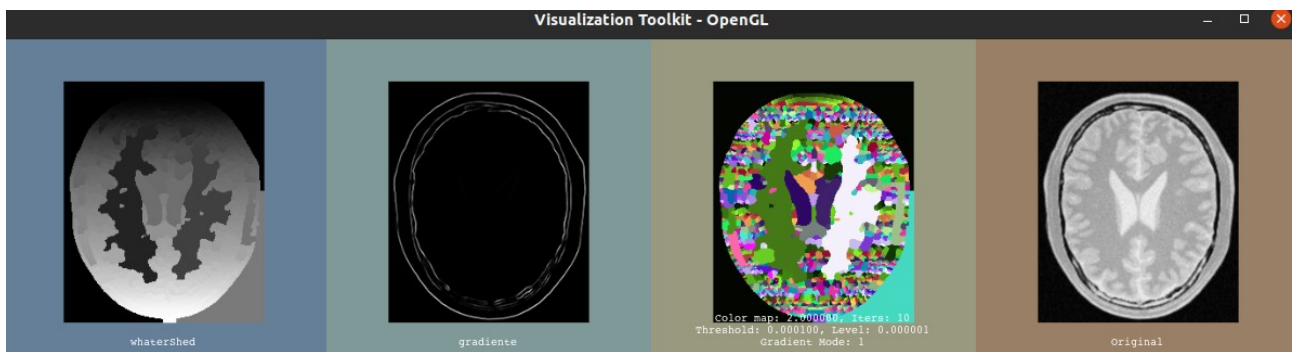 Visualization Toolkit - OpenGL
Color map: 2.000000, Iters: 10
Threshold: 0.000100, Level: 0.000001
Gradient Mode: 1
whaterShed
gradiente
Original